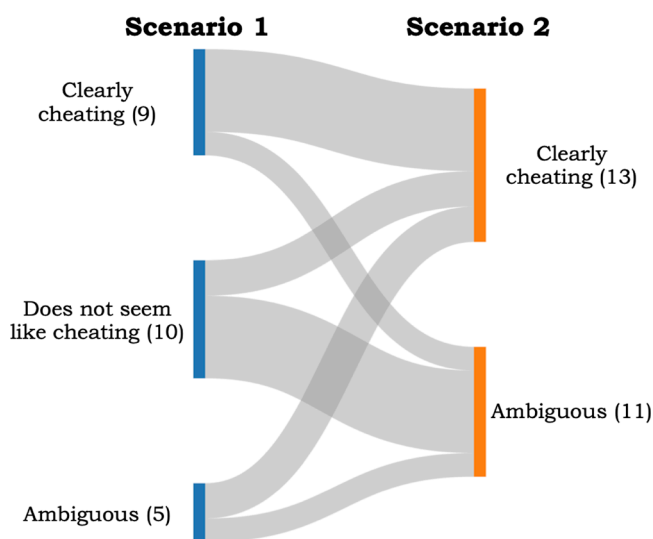 Scenario 1
Scenario 2
Clearly
cheating (9)
Clearly
cheating (13)
Does not seem
like cheating (10)
Ambiguous (11)
Ambiguous (5)